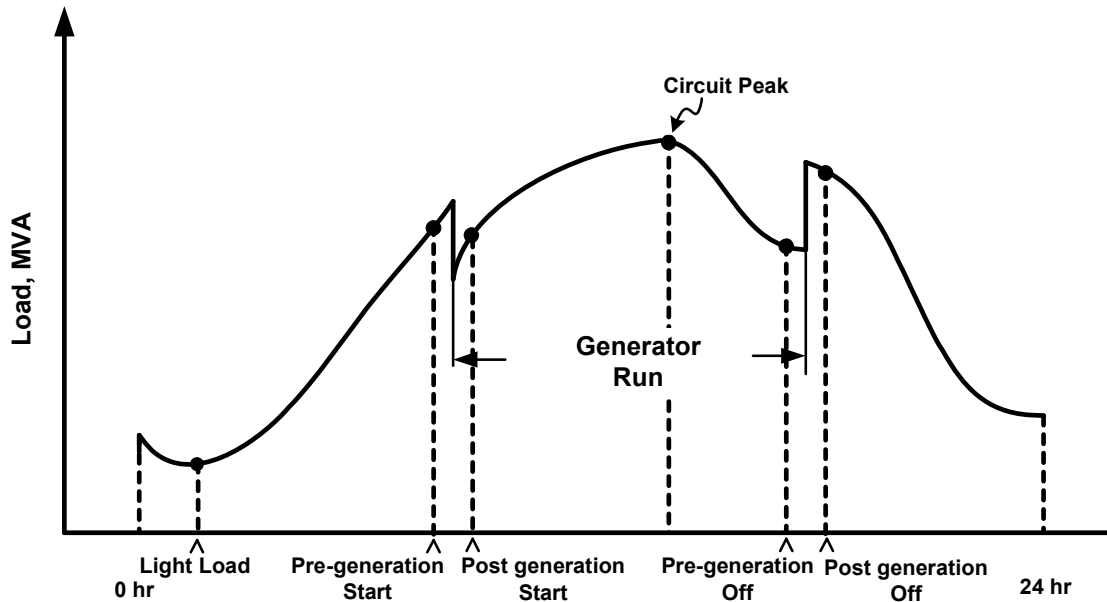 Circuit Peak
Load, MVA
Generator
Run
Light Load
Pre-generation
Start
Post generation
Start
Pre-generation
Off
Post generation
Off
0 hr
24 hr